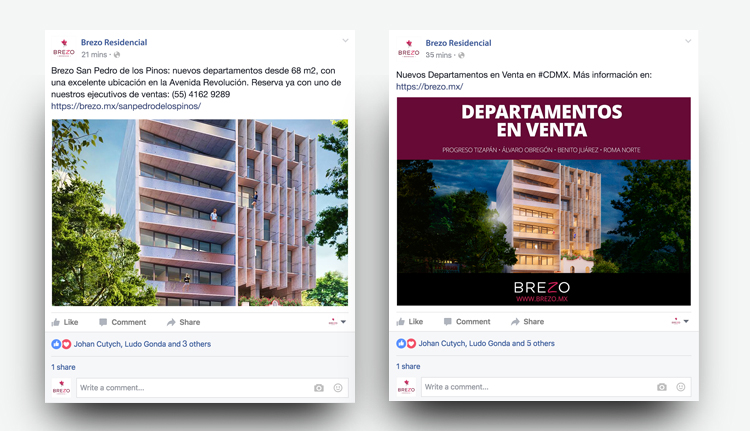 BREZO
Brezo Residencial
21 mins
Brezo San Pedro de los Pinos: nuevos departamentos desde 68 m2, con
una excelente ubicación en la Avenida Revolución. Reserva ya con uno de
nuestros ejecutivos de ventas: (55) 4162 9289
https://brezo.mx/sanpedrodelospinos/
Like Comment Share
Johan Cutych, Ludo Gonda and 3 others
1 share
BREZO
Write a comment...
BREZO
Brezo Residencial
35 mins
Nuevos Departamentos en Venta en #CDMX. Más información en:
https://brezo.mx/
DEPARTAMENTOS
EN VENTA
PROGRESO TIZAPÁN • ÁLVARO OBREGÓN • BENITO JUÁREZ • ROMA NORTE
BREZO
WWW.BREZO.MX
Like Comment Share
Johan Cutych, Ludo Gonda and 5 others
1 share
BREZO
Write a comment...